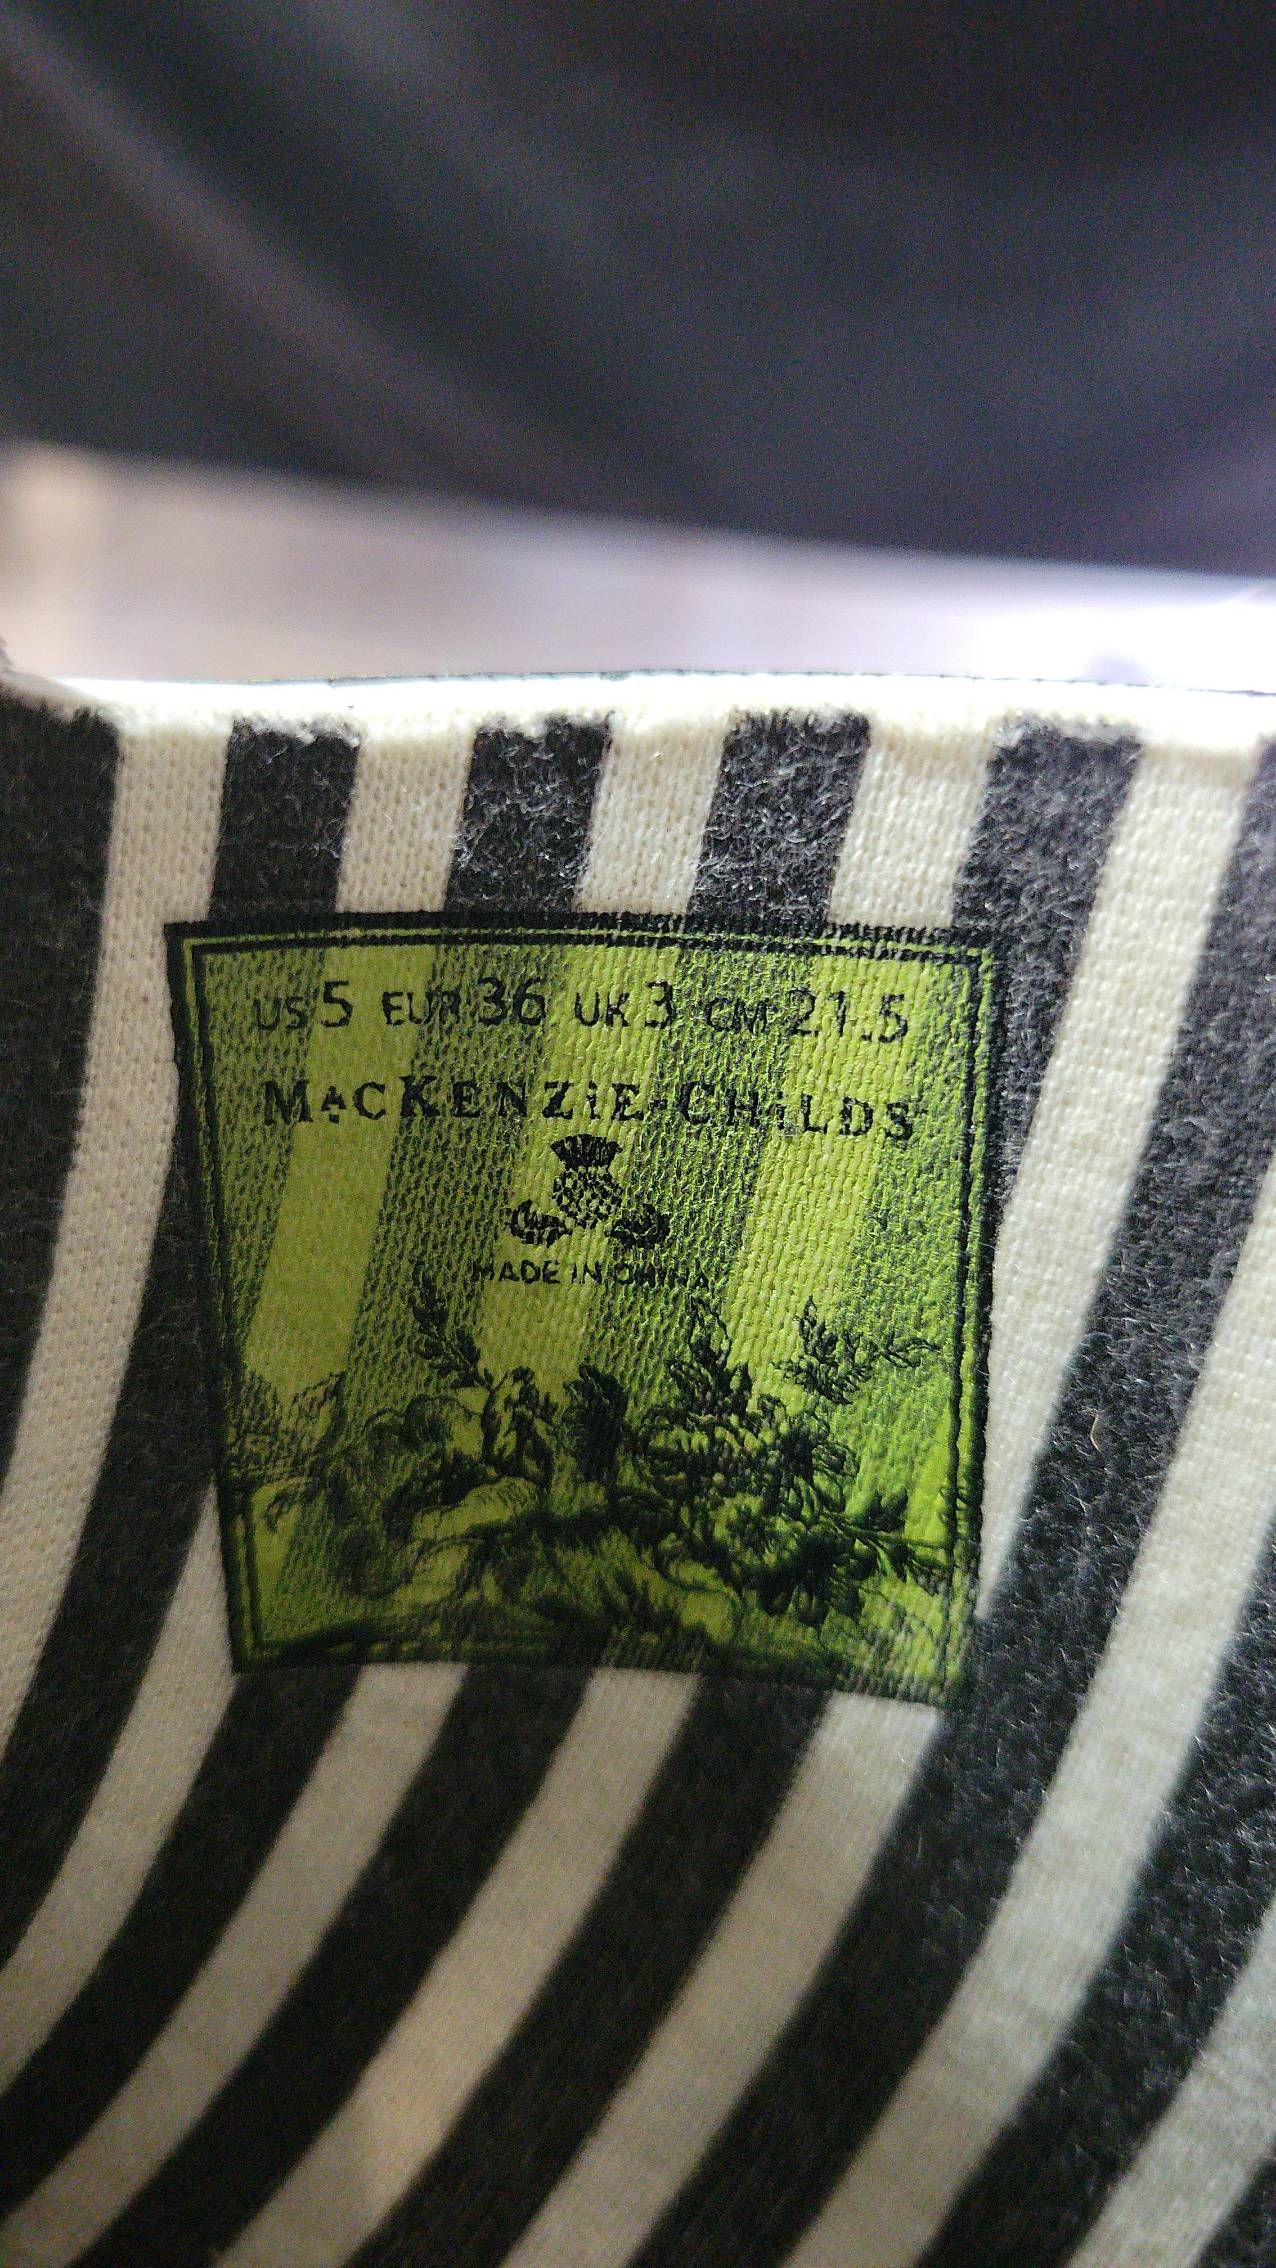 US 5 EUR 36 UK 3 CM 21.5
MACKENZiE-CHiLDS
MADE IN CHINA